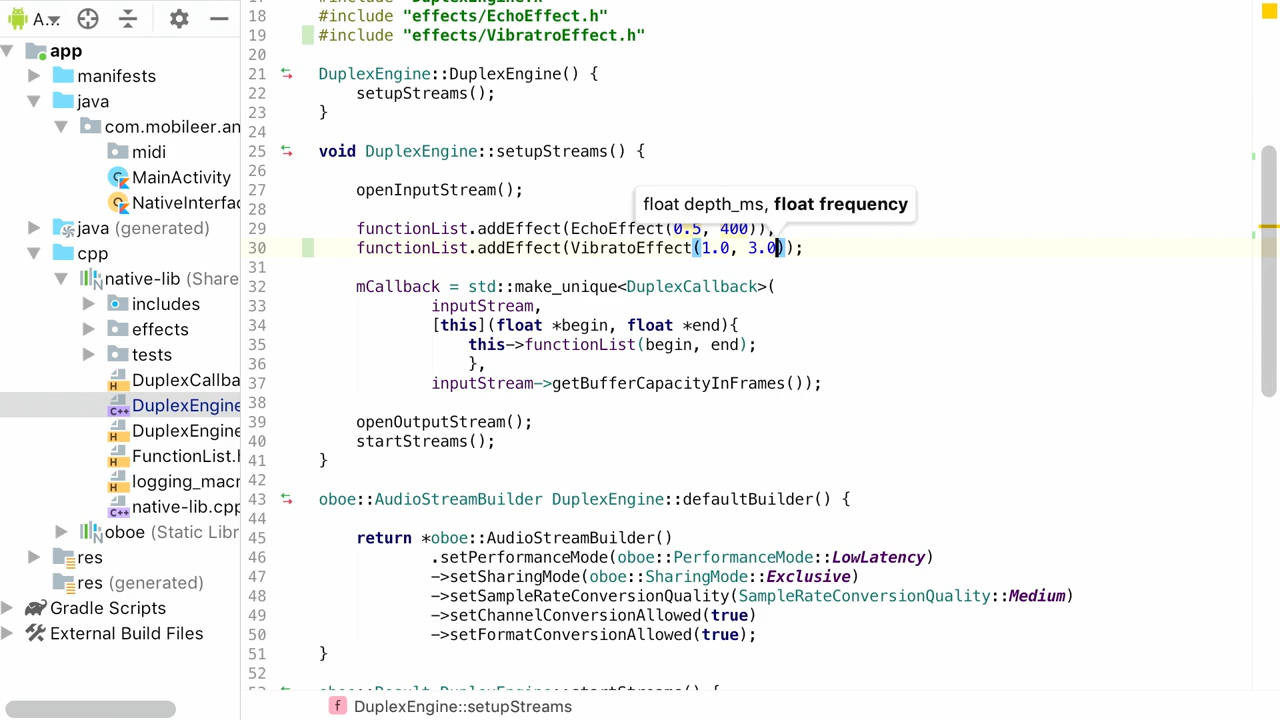 A..
app
manifests
java
com.mobileer.an
midi
MainActivity
NativeInterfa
java (generated)
cpp
native-lib (Share
includes
effects
tests
DuplexCallba
DuplexEngine
DuplexEngine
FunctionList.h
logging_macr
native-lib.cpp
oboe (Static Libr
res
res (generated)
Gradle Scripts
External Build Files
18 #include "effects/EchoEffect.h"
19 #include "effects/VibratroEffect.h"
20
21 DuplexEngine::DuplexEngine() {
22 setupStreams();
23 }
24
25 void DuplexEngine::setupStreams() {
26
27 openInputStream();
28 float depth_ms, float frequency
29 functionList.addEffect(EchoEffect(0.5, 400));
30 functionList.addEffect(VibratoEffect(1.0, 3.0));
31
32 mCallback = std::make_unique<DuplexCallback>(
33 inputStream,
34 [this](float *begin, float *end){
35 this->functionList(begin, end);
36 },
37 inputStream->getBufferCapacityInFrames());
38
39 openOutputStream();
40 startStreams();
41 }
42
43 oboe::AudioStreamBuilder DuplexEngine::defaultBuilder() {
44
45 return *oboe::AudioStreamBuilder()
46 .setPerformanceMode(oboe::PerformanceMode::LowLatency)
47 ->setSharingMode(oboe::SharingMode::Exclusive)
48 ->setSampleRateConversionQuality(SampleRateConversionQuality::Medium)
49 ->setChannelConversionAllowed(true)
50 ->setFormatConversionAllowed(true);
51 }
52
f DuplexEngine::setupStreams